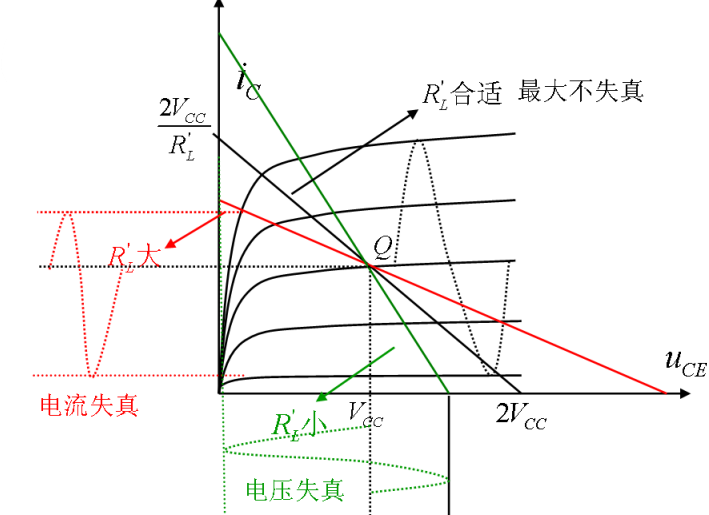 i_C
R'_L合适 最大不失真
2V_CC
R'_L
Q
R'_L大
u_CE
电流失真
R'_L小
V_CC
2V_CC
电压失真